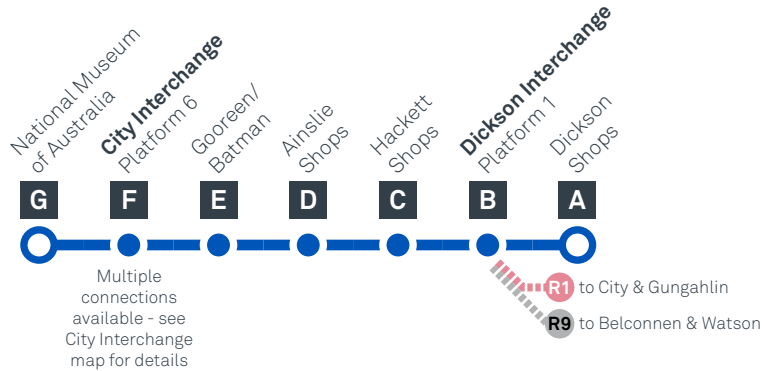 National Museum
of Australia
City Interchange
Platform 6
Gooreen/
Batman
Ainslie
Shops
Hackett
Shops
Dickson Interchange
Platform 1
Dickson
Shops
G
F
E
D
C
B
A
Multiple
connections
available - see
City Interchange
map for details
R1 to City & Gungahlin
R9 to Belconnen & Watson